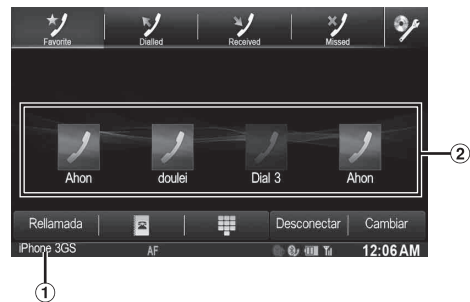 Favorite Dialled Received Missed
Ahon doulei Dial 3 Ahon
2
Rellamada Desconectar Cambiar
iPhone 3GS AF 12:06 AM
1